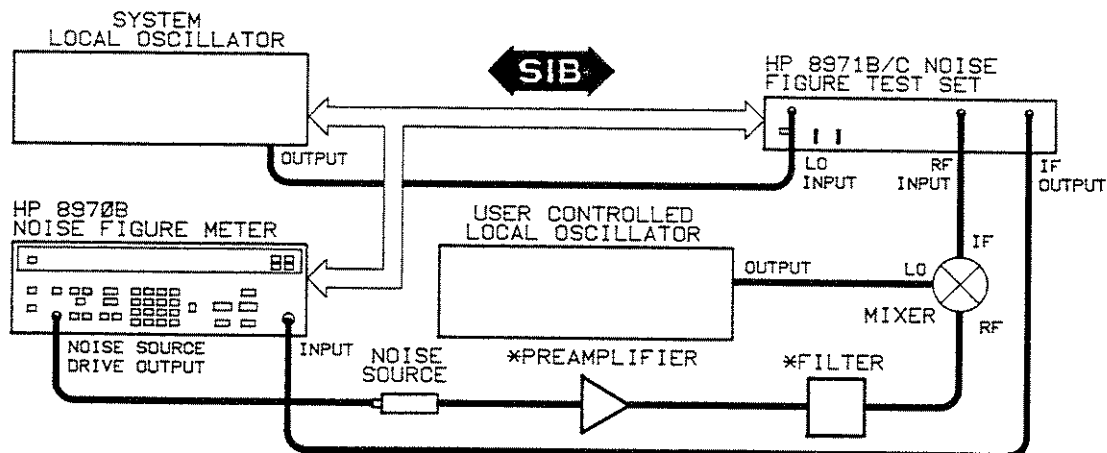 SYSTEM
LOCAL OSCILLATOR
SIB
HP 8971B/C NOISE
FIGURE TEST SET
OUTPUT
LO
INPUT
RF
INPUT
IF
OUTPUT
HP 8970B
NOISE FIGURE METER
USER CONTROLLED
LOCAL OSCILLATOR
OUTPUT
LO
IF
MIXER
RF
NOISE SOURCE
DRIVE OUTPUT
INPUT
NOISE
SOURCE
*PREAMPLIFIER
*FILTER